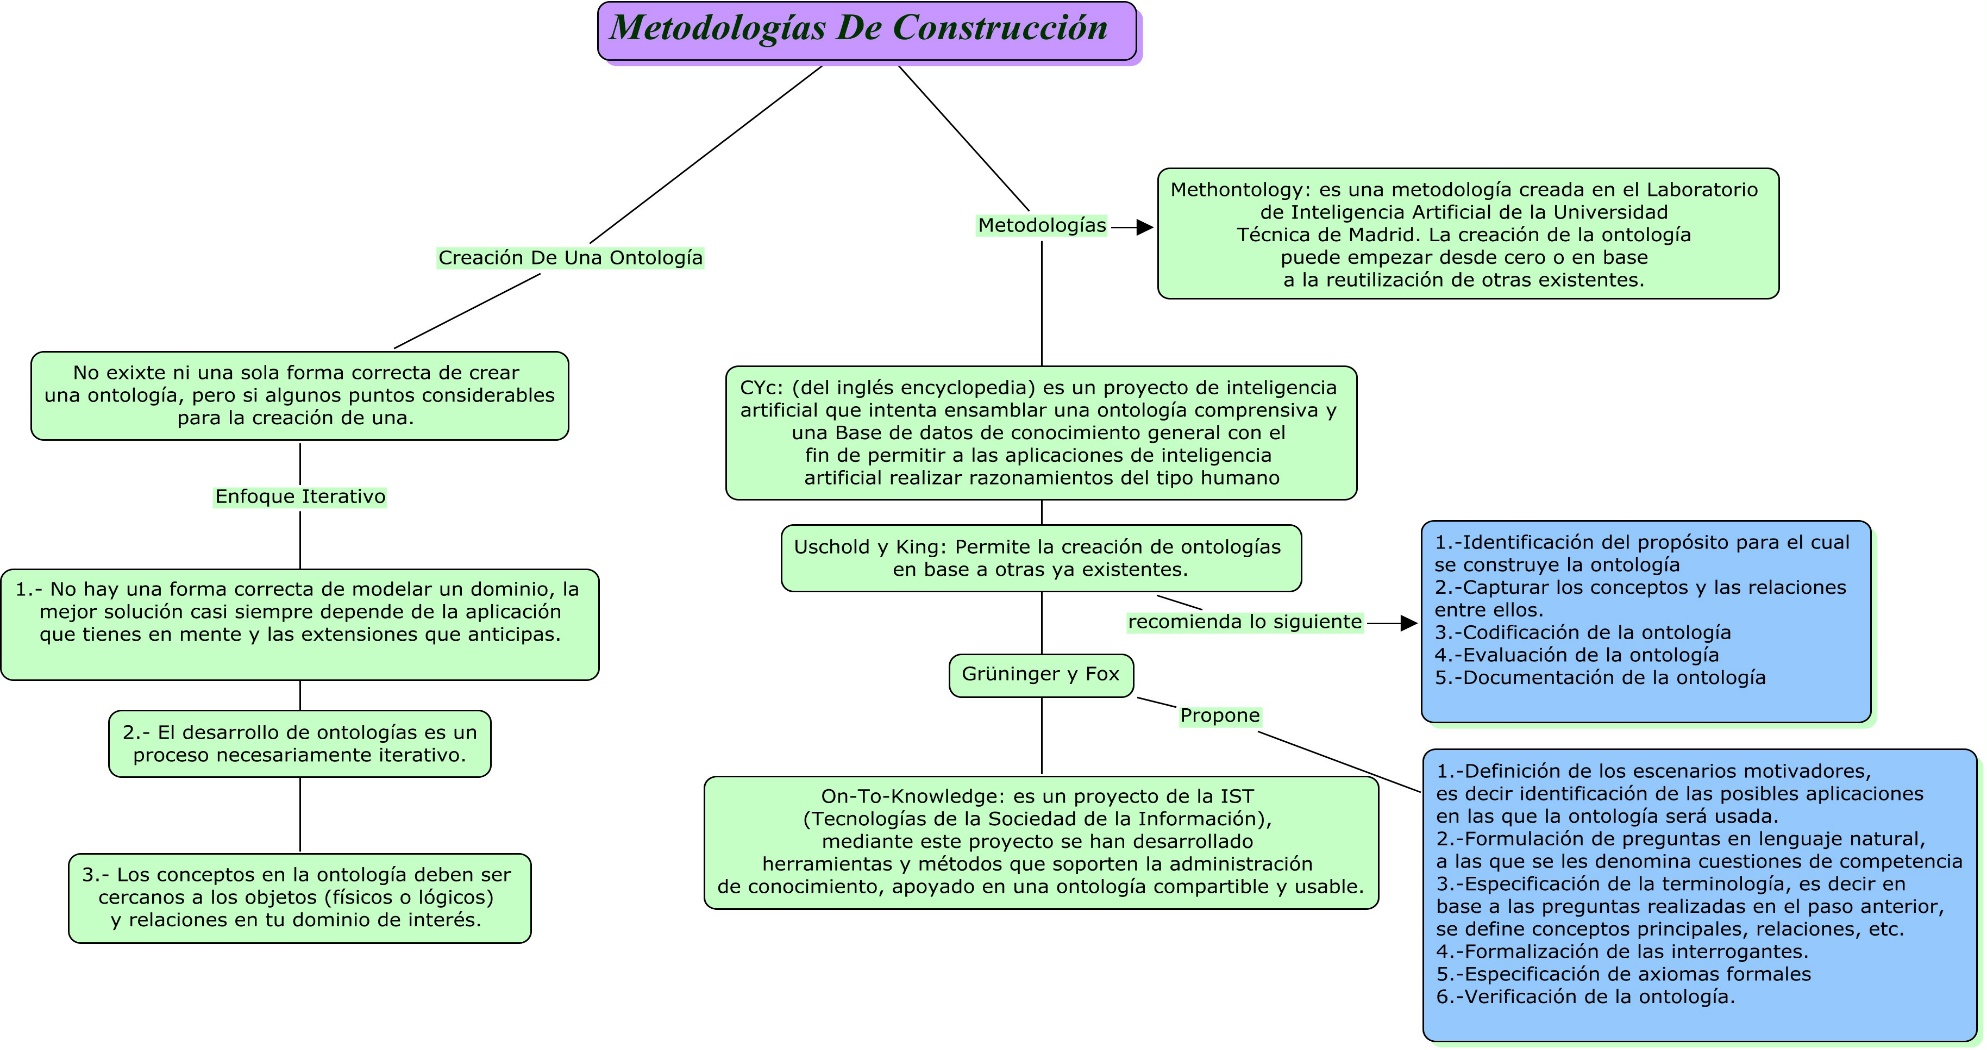 Metodologías De Construcción
Creación De Una Ontología
No exixte ni una sola forma correcta de crear
una ontología, pero si algunos puntos considerables
para la creación de una.
Enfoque Iterativo
1.- No hay una forma correcta de modelar un dominio, la
mejor solución casi siempre depende de la aplicación
que tienes en mente y las extensiones que anticipas.
2.- El desarrollo de ontologías es un
proceso necesariamente iterativo.
3.- Los conceptos en la ontología deben ser
cercanos a los objetos (físicos o lógicos)
y relaciones en tu dominio de interés.
Metodologías
Methontology: es una metodología creada en el Laboratorio
de Inteligencia Artificial de la Universidad
Técnica de Madrid. La creación de la ontología
puede empezar desde cero o en base
a la reutilización de otras existentes.
CYc: (del inglés encyclopedia) es un proyecto de inteligencia
artificial que intenta ensamblar una ontología comprensiva y
una Base de datos de conocimiento general con el
fin de permitir a las aplicaciones de inteligencia
artificial realizar razonamientos del tipo humano
Uschold y King: Permite la creación de ontologías
en base a otras ya existentes.
recomienda lo siguiente
1.-Identificación del propósito para el cual
se construye la ontología
2.-Capturar los conceptos y las relaciones
entre ellos.
3.-Codificación de la ontología
4.-Evaluación de la ontología
5.-Documentación de la ontología
Grüninger y Fox
Propone
1.-Definición de los escenarios motivadores,
es decir identificación de las posibles aplicaciones
en las que la ontología será usada.
2.-Formulación de preguntas en lenguaje natural,
a las que se les denomina cuestiones de competencia
3.-Especificación de la terminología, es decir en
base a las preguntas realizadas en el paso anterior,
se define conceptos principales, relaciones, etc.
4.-Formalización de las interrogantes.
5.-Especificación de axiomas formales
6.-Verificación de la ontología.
On-To-Knowledge: es un proyecto de la IST
(Tecnologías de la Sociedad de la Información),
mediante este proyecto se han desarrollado
herramientas y métodos que soporten la administración
de conocimiento, apoyado en una ontología compartible y usable.